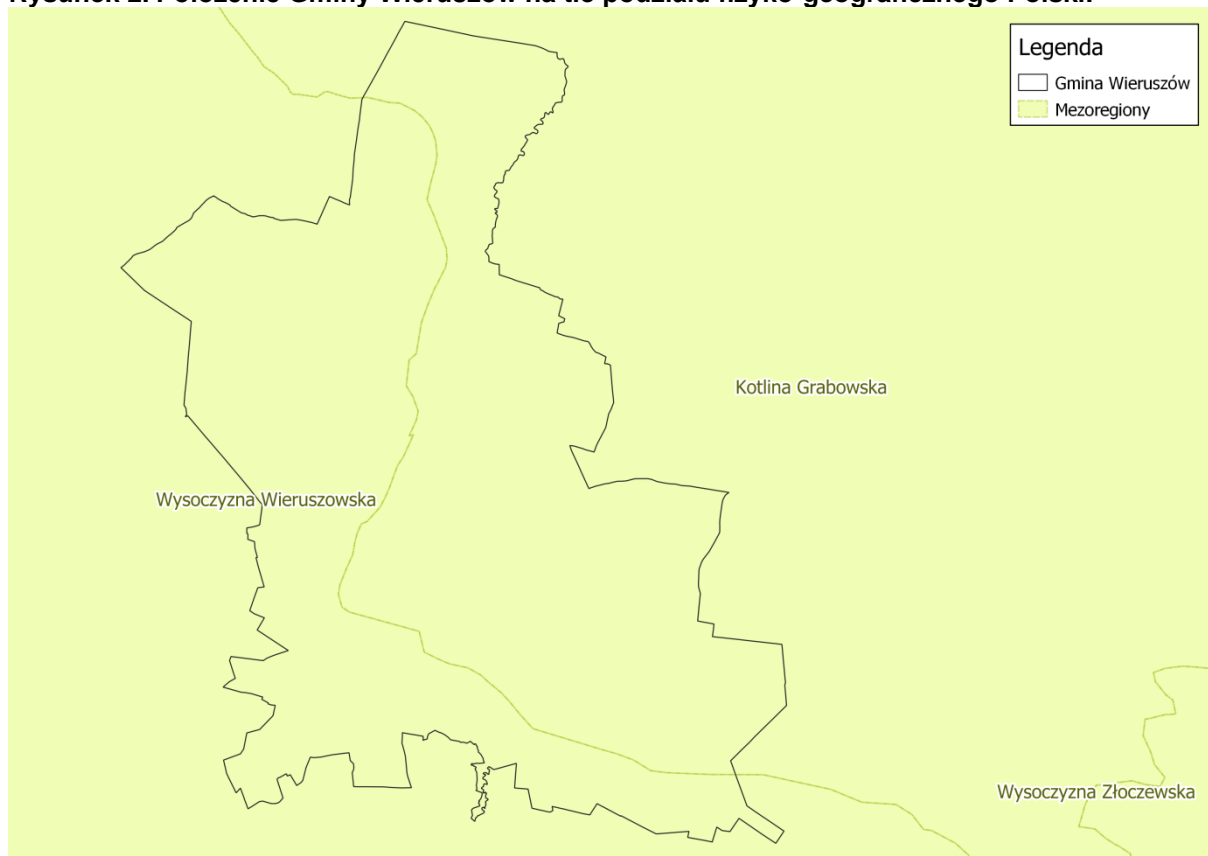 Rysunek 2. Położenie Gminy Wieruszów na tle podziału fizyko-geograficznego Polski.
Legenda
Gmina Wieruszów
Mezoregiony
Kotlina Grabowska
Wysoczyzna Wieruszowska
Wysoczyzna Złoczewska